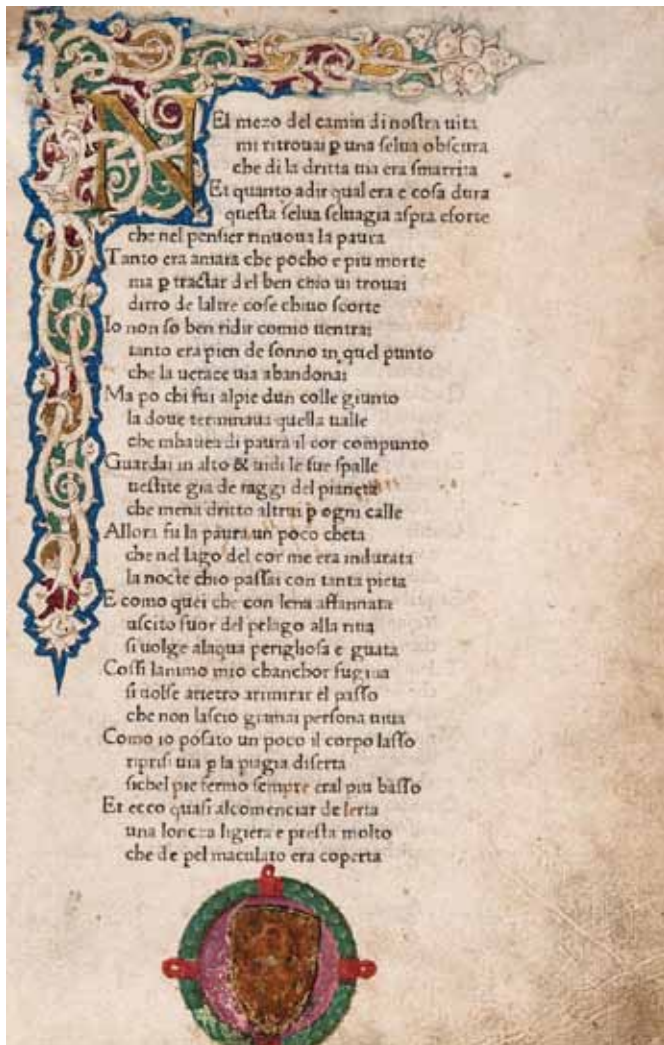 NEl mezo del camin di noſtra uita
mi ritrouai ꝑ una ſelua obſcura
che di la dritta uia era ſmarrita
Et quanto adir qual era e coſa dura
queſta ſelua ſeluagia aſpra eforte
che nel penſier rinuoua la paura
Tanto era amara che pocho e piu morte
ma ꝑ tractar del ben chio ui trouai
diro de laltre coſe chiuo ſcorte
Io non ſo ben ridir comio uentrai
tanto era pien de ſonno in quel punto
che la uerace uia abandonai
Ma po chi fui alpie dun colle giunto
la doue terminaua quella ualle
che mhauea di paura il cor compunto
Guardai in alto & uidi le ſue ſpalle
ueſtite gia de raggi del pianeta
che mena dritto altrui ꝑ ogni calle
Allora fu la paura un poco cheta
che nel lago del cor me era indurata
la nocte chio paſſai con tanta pieta
E como quei che con lena affannata
uſcito fuor del pelago alla riua
ſi uolge alaqua perighoſa e guata
Coſſi lanimo mio chanchor fugiua
ſi uolſe arietro arimirar el paſſo
che non laſcio giamai perſona uiua
Como io poſato un poco il corpo laſſo
ripriſi uia ꝑ la piagia diſerta
ſichel pie fermo ſempre eral piu baſſo
Et ecco quaſi alcomenciar de lerta
una loncza ligiera e preſta molto
che de pel maculato era coperta